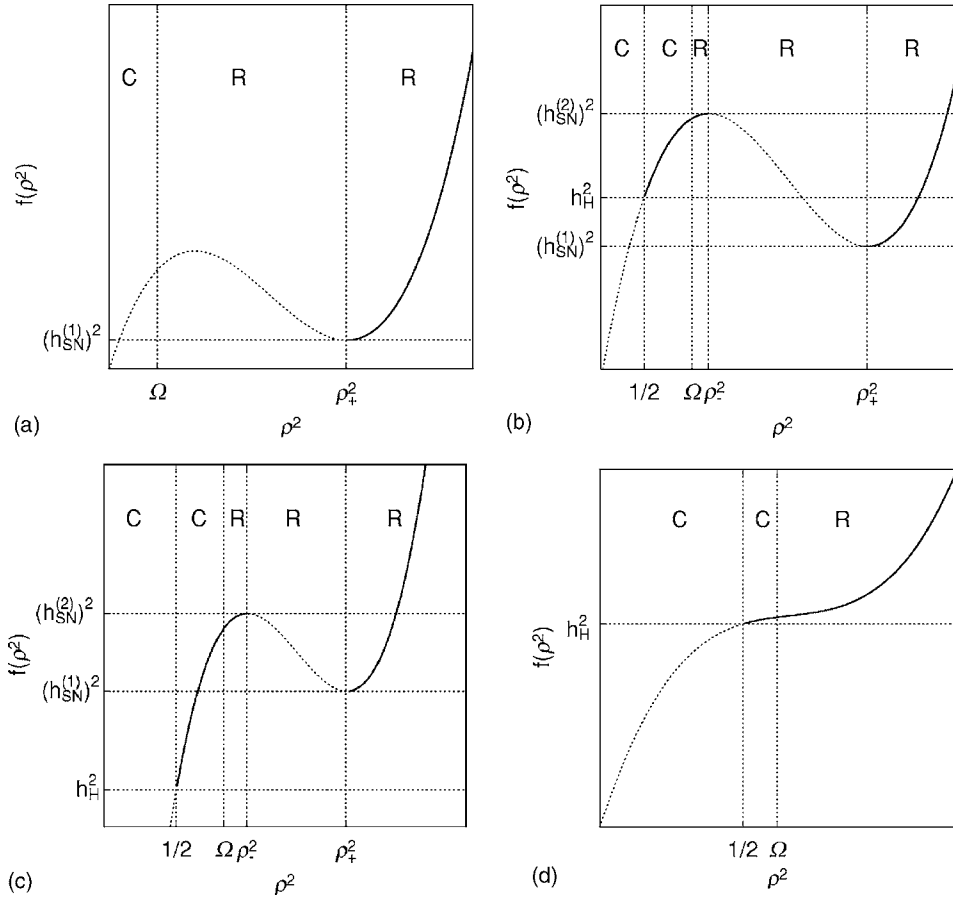 (a)
C R R
f(ρ²)
(h_SN^(1))²
Ω ρ₊²
ρ²
(b)
C C R R R
f(ρ²)
(h_SN^(2))²
h_H²
(h_SN^(1))²
1/2 Ω ρ₋² ρ₊²
ρ²
(c)
C C R R R
f(ρ²)
(h_SN^(2))²
(h_SN^(1))²
h_H²
1/2 Ω ρ₋² ρ₊²
ρ²
(d)
C C R
f(ρ²)
h_H²
1/2 Ω
ρ²